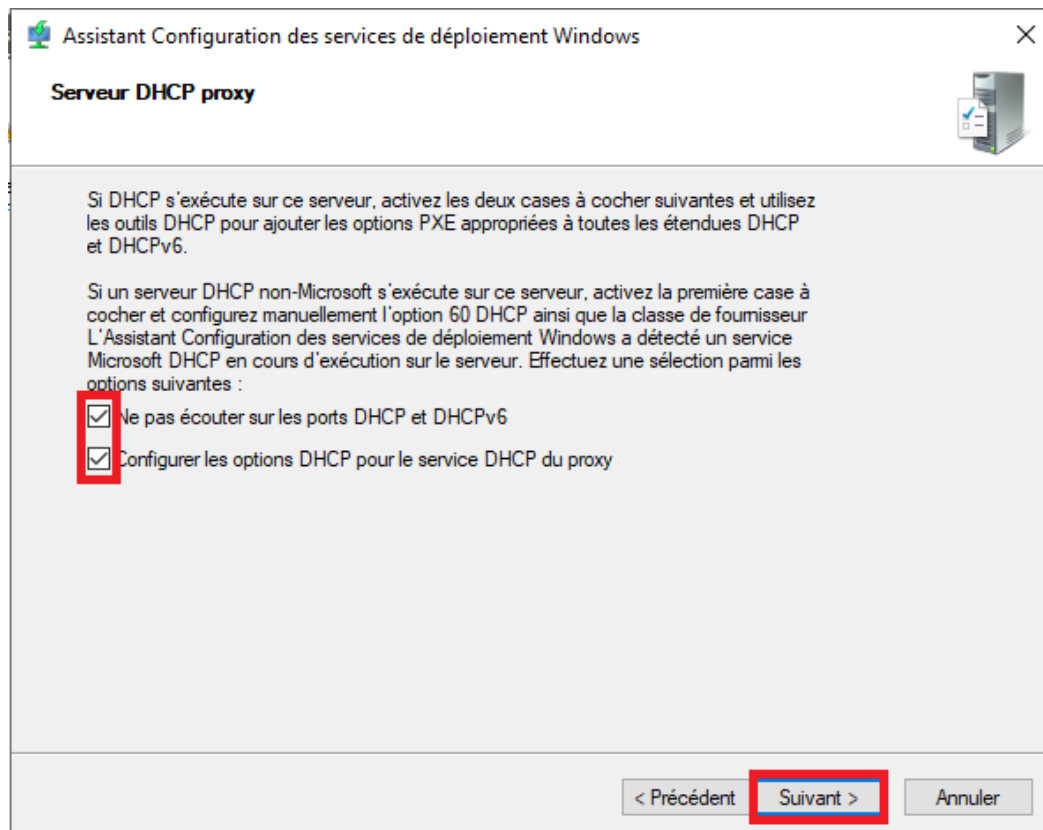 Assistant Configuration des services de déploiement Windows
Serveur DHCP proxy
Si DHCP s'exécute sur ce serveur, activez les deux cases à cocher suivantes et utilisez
les outils DHCP pour ajouter les options PXE appropriées à toutes les étendues DHCP
et DHCPv6.
Si un serveur DHCP non-Microsoft s'exécute sur ce serveur, activez la première case à
cocher et configurez manuellement l'option 60 DHCP ainsi que la classe de fournisseur
L'Assistant Configuration des services de déploiement Windows a détecté un service
Microsoft DHCP en cours d'exécution sur le serveur. Effectuez une sélection parmi les
options suivantes :
Ne pas écouter sur les ports DHCP et DHCPv6
Configurer les options DHCP pour le service DHCP du proxy
< Précédent Suivant > Annuler